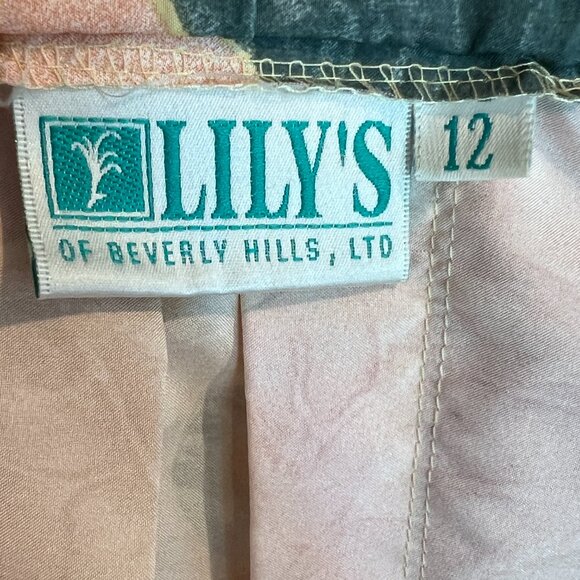 LILY'S
OF BEVERLY HILLS, LTD
12